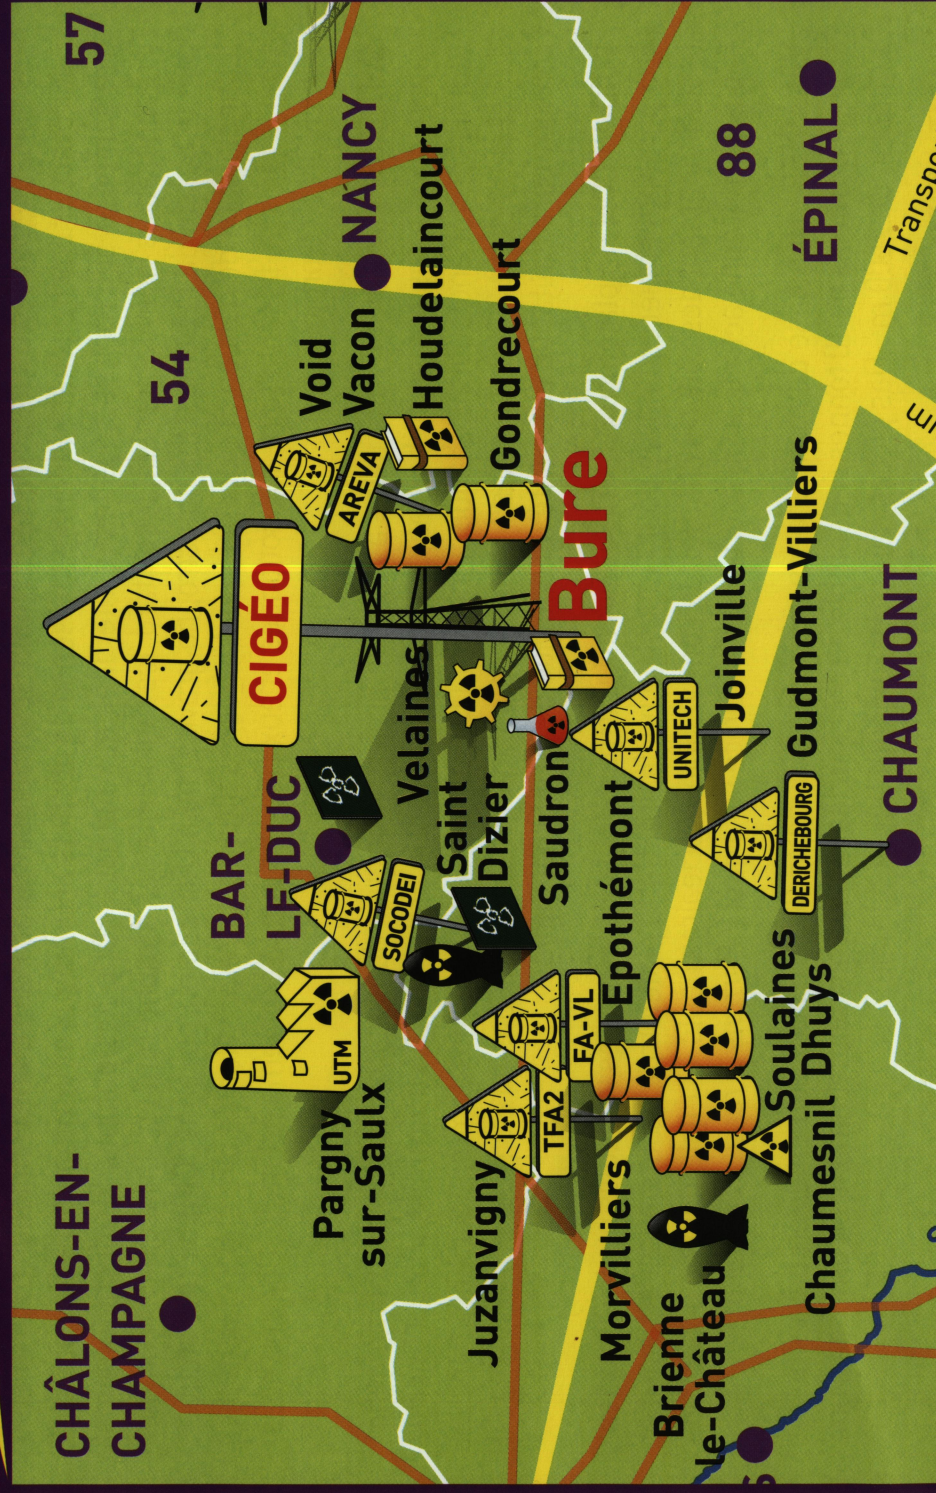 CHÂLONS-EN-
CHAMPAGNE
BAR-
LE-DUC
54
57
NANCY
Void
Vacon
Houdelaincourt
Gondrecourt
CIGÉO
AREVA
Velaines
Bure
UTM
Pargny
sur-Saulx
SOCODEI
Saint
Dizier
Saudron
UNITECH
Joinville
Gudmont-Villiers
88
ÉPINAL
Transpo
CHAUMONT
DERICHEBOURG
Epothémont
FA-VL
TFA2
Juzanvigny
Morvilliers
Soulaines
Dhuys
Chaumesnil
Brienne
le-Château